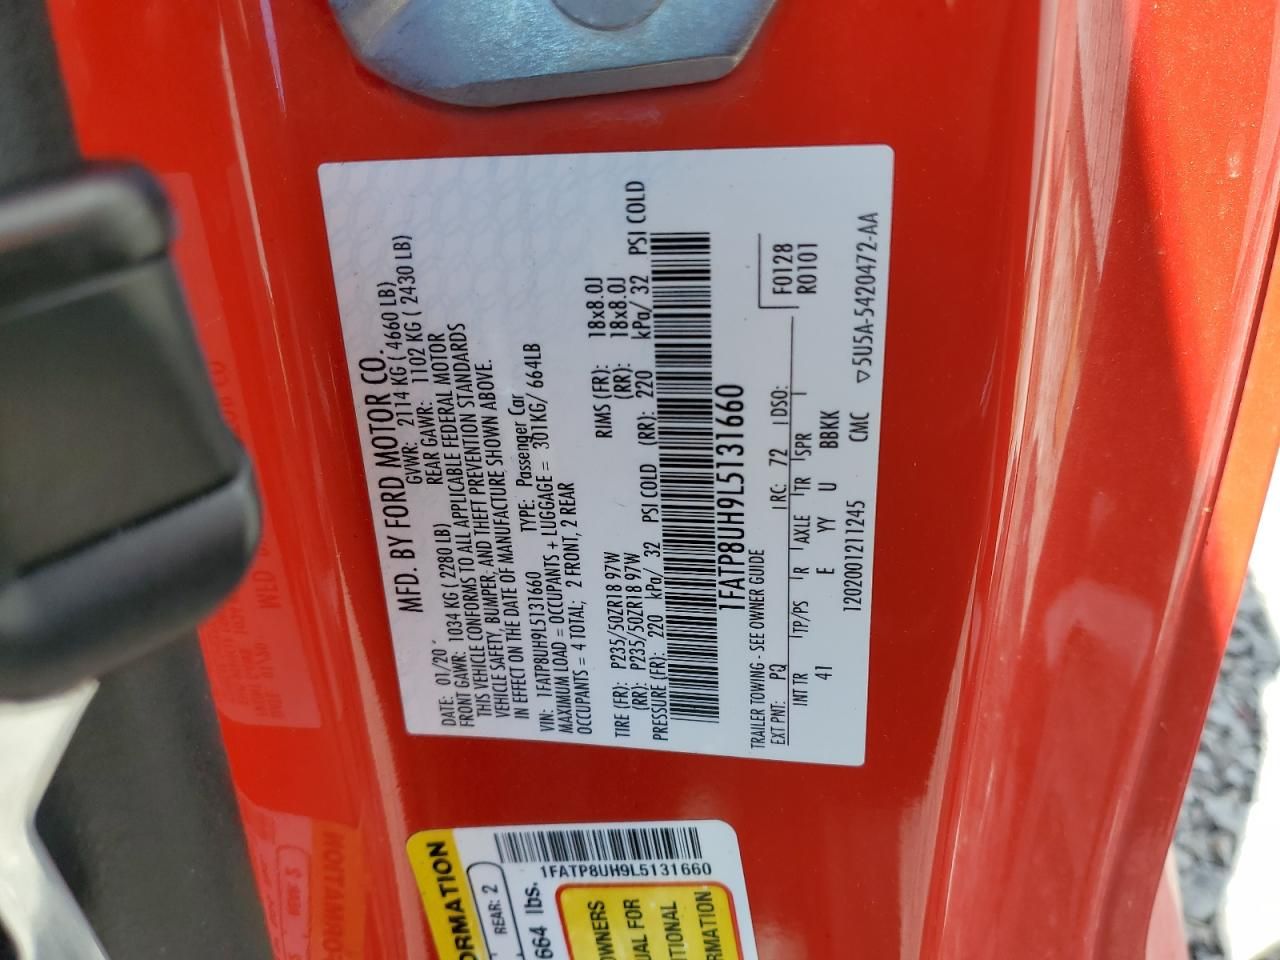 MFD. BY FORD MOTOR CO.
DATE: 01/20 GVWR: 2114 KG ( 4660 LB)
FRONT GAWR: 1034 KG ( 2280 LB) REAR GAWR: 1102 KG ( 2430 LB)
THIS VEHICLE CONFORMS TO ALL APPLICABLE FEDERAL MOTOR
VEHICLE SAFETY, BUMPER, AND THEFT PREVENTION STANDARDS
IN EFFECT ON THE DATE OF MANUFACTURE SHOWN ABOVE.
VIN: 1FATP8UH9L5131660 TYPE: Passenger Car
MAXIMUM LOAD = OCCUPANTS + LUGGAGE = 301KG/ 664LB
OCCUPANTS = 4 TOTAL; 2 FRONT, 2 REAR
TIRE (FR): P235/50ZR18 97W RIMS (FR): 18x8.0J
(RR): P235/50ZR18 97W (RR): 18x8.0J
PRESSURE (FR): 220 kPa/ 32 PSI COLD (RR): 220 kPa/ 32 PSI COLD
1FATP8UH9L5131660
TRAILER TOWING - SEE OWNER GUIDE
F0128
R0101
EXT PNT: PQ RC: 72 DSO:
INT TR TP/PS R AXLE TR SPR
41 E YY U BBKK
1202001211245 CMC ▽5U5A-5420472-AA
ORMATION
REAR: 2
664 lbs.
1FATP8UH9L5131660
OWNERS
UAL FOR
ITIONAL
RMATION